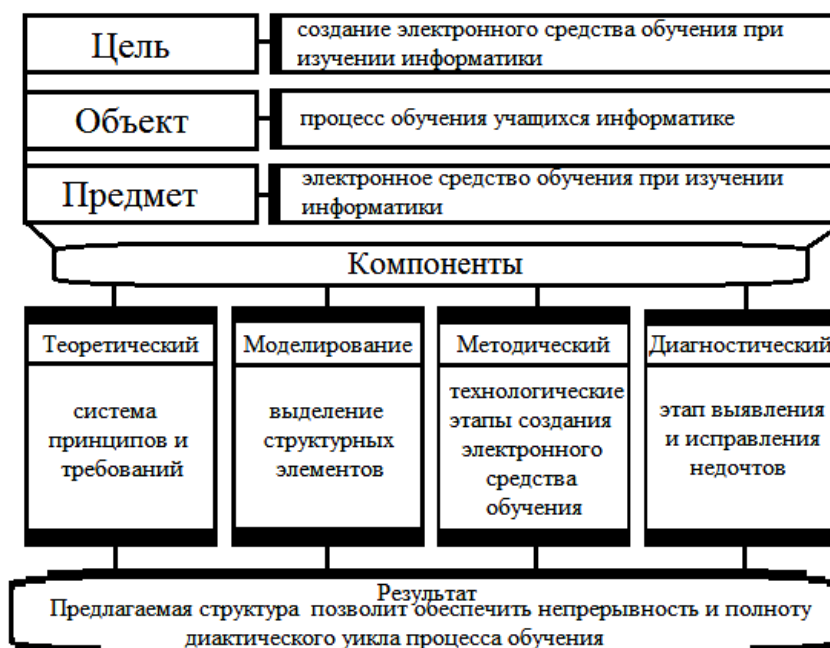 Цель
создание электронного средства обучения при
изучении информатики
Объект
процесс обучения учащихся информатике
Предмет
электронное средство обучения при изучении
информатики
Компоненты
Теоретический
система
принципов и
требований
Моделирование
выделение
структурных
элементов
Методический
технологические
этапы создания
электронного
средства
обучения
Диагностический
этап выявления
и исправления
недочтов
Результат
Предлагаемая структура позволит обеспечить непрерывность и полноту
диактического уикла процесса обучения